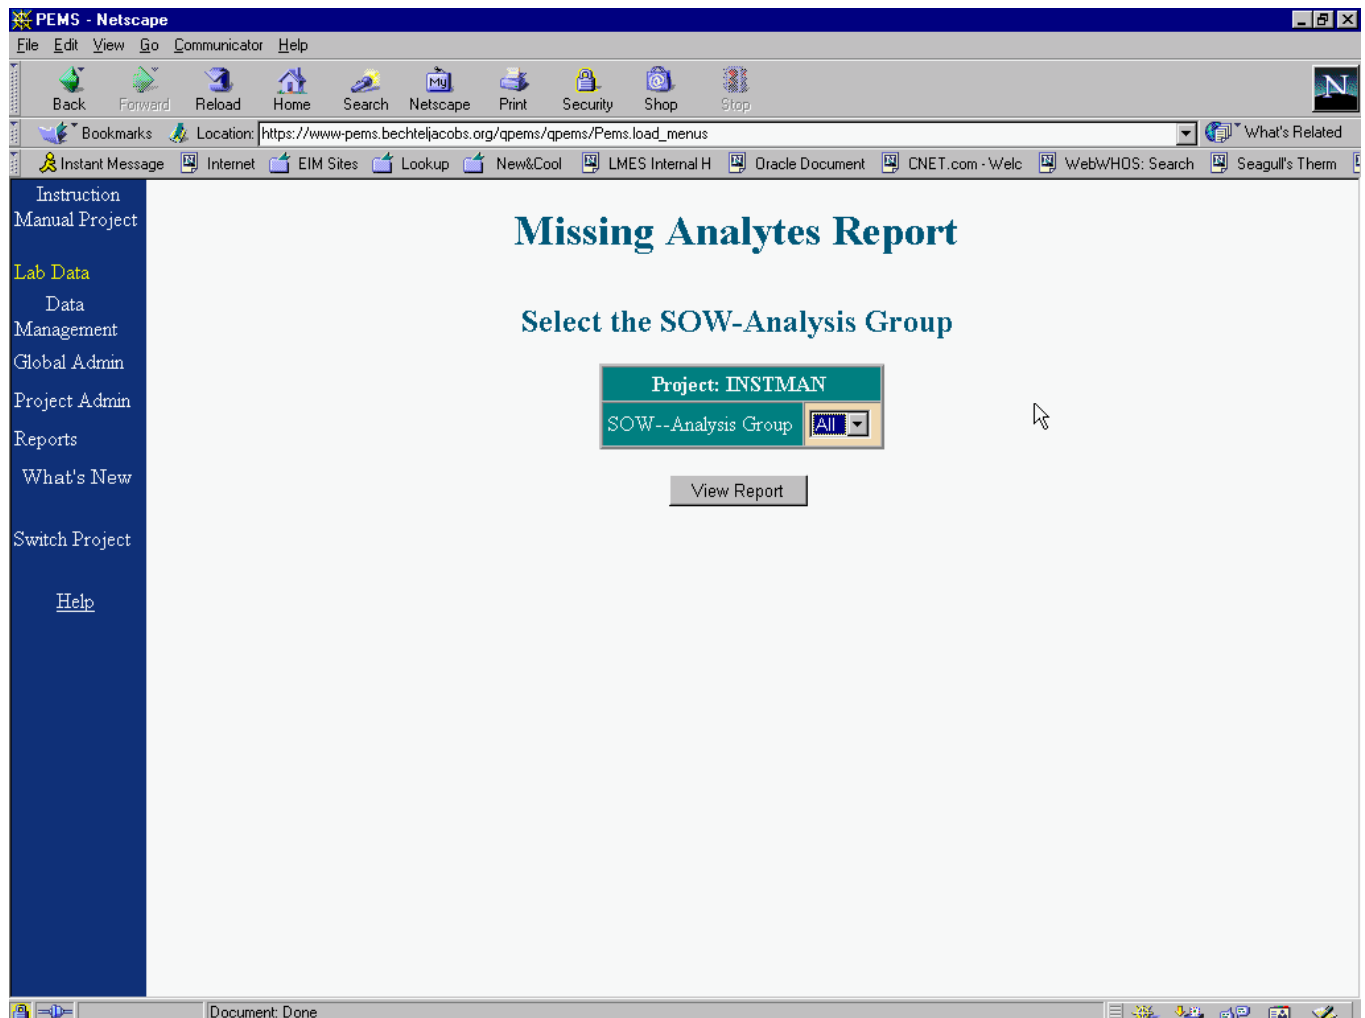 PEMS - Netscape
File Edit View Go Communicator Help
Back Forward Reload Home Search Netscape Print Security Shop Stop
My
N
Bookmarks Location: https://www-pems.bechteljacobs.org/qpems/qpems/Pems.load_menus What's Related
Instant Message Internet EIM Sites Lookup New&Cool LMES Internal H Oracle Document CNET.com - Welc WebWHOS: Search Seagull's Therm
Instruction
Manual Project
Lab Data
Data
Management
Global Admin
Project Admin
Reports
What's New
Switch Project
Help
Missing Analytes Report
Select the SOW-Analysis Group
Project: INSTMAN
SOW--Analysis Group All
View Report
Document: Done